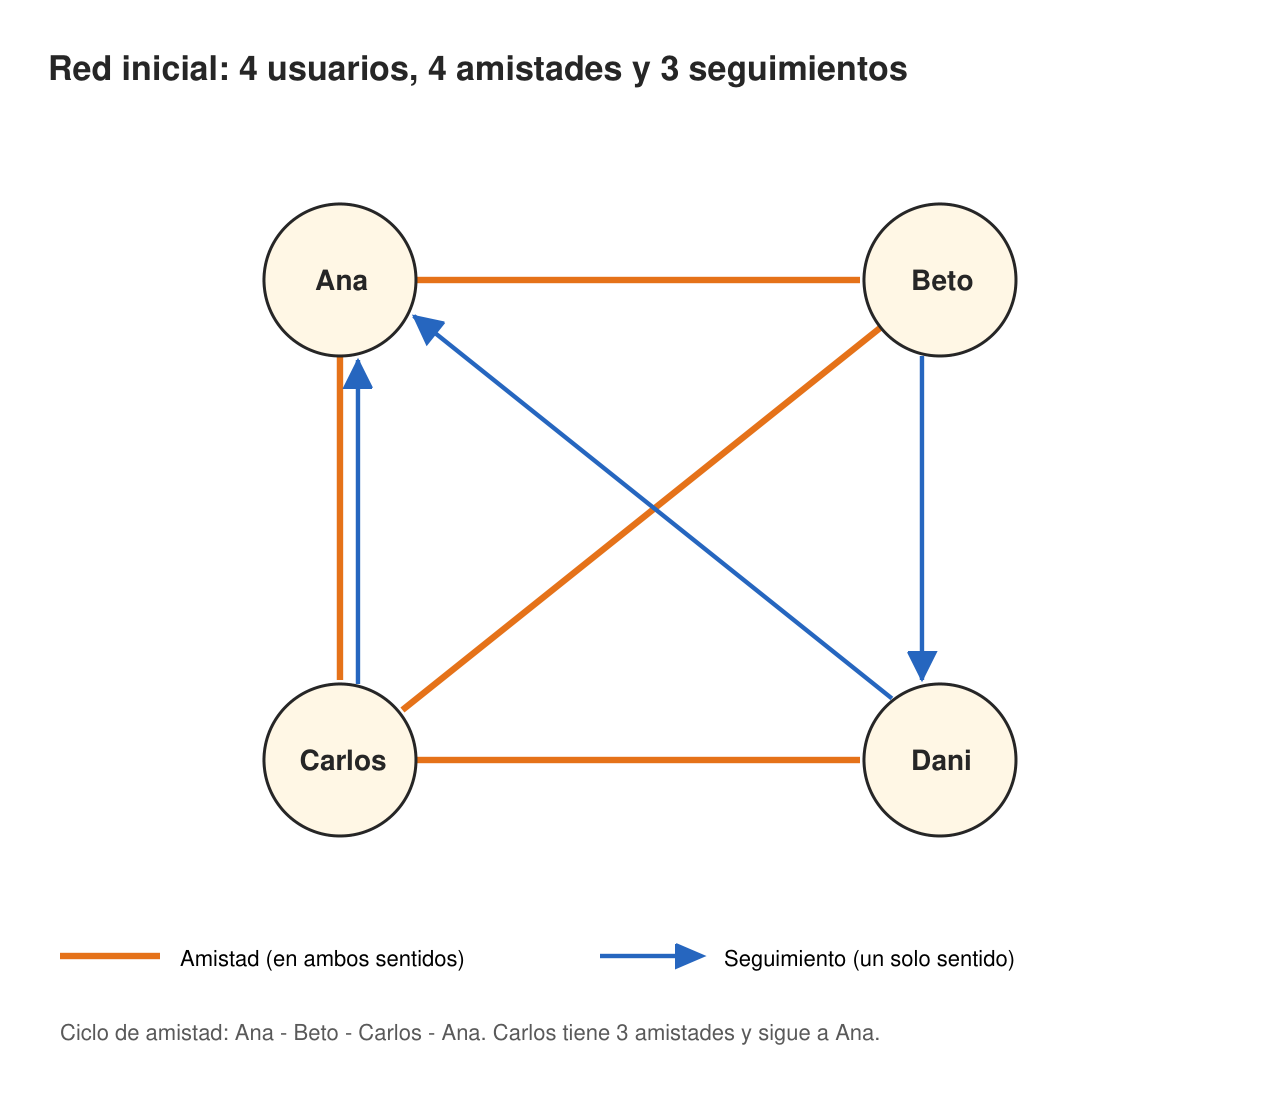 Red inicial: 4 usuarios, 4 amistades y 3 seguimientos
Ana
Beto
Carlos
Dani
Amistad (en ambos sentidos)
Seguimiento (un solo sentido)
Ciclo de amistad: Ana - Beto - Carlos - Ana. Carlos tiene 3 amistades y sigue a Ana.